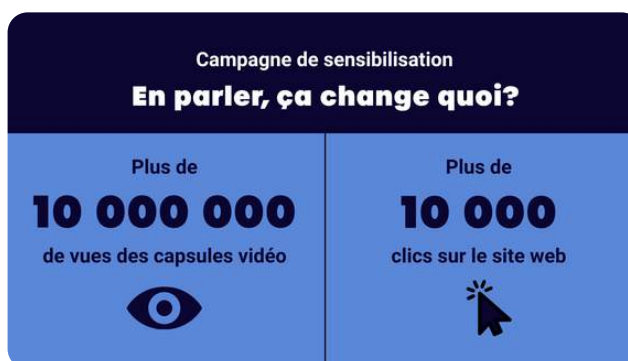 Campagne de sensibilisation
En parler, ça change quoi?
Plus de
10 000 000
de vues des capsules vidéo
Plus de
10 000
clics sur le site web